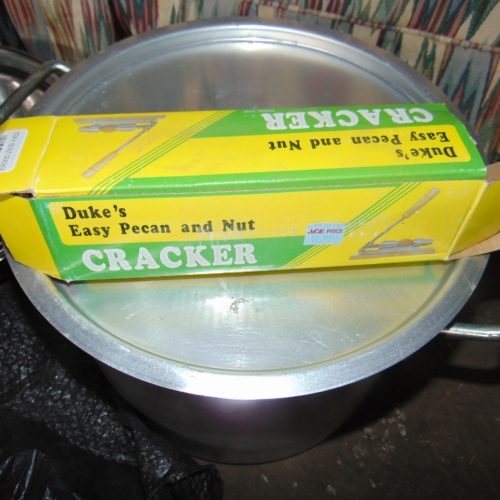 CRACKER
Easy Pecan and Nut
Duke's
Duke's
Easy Pecan and Nut
CRACKER
ACE PRICE